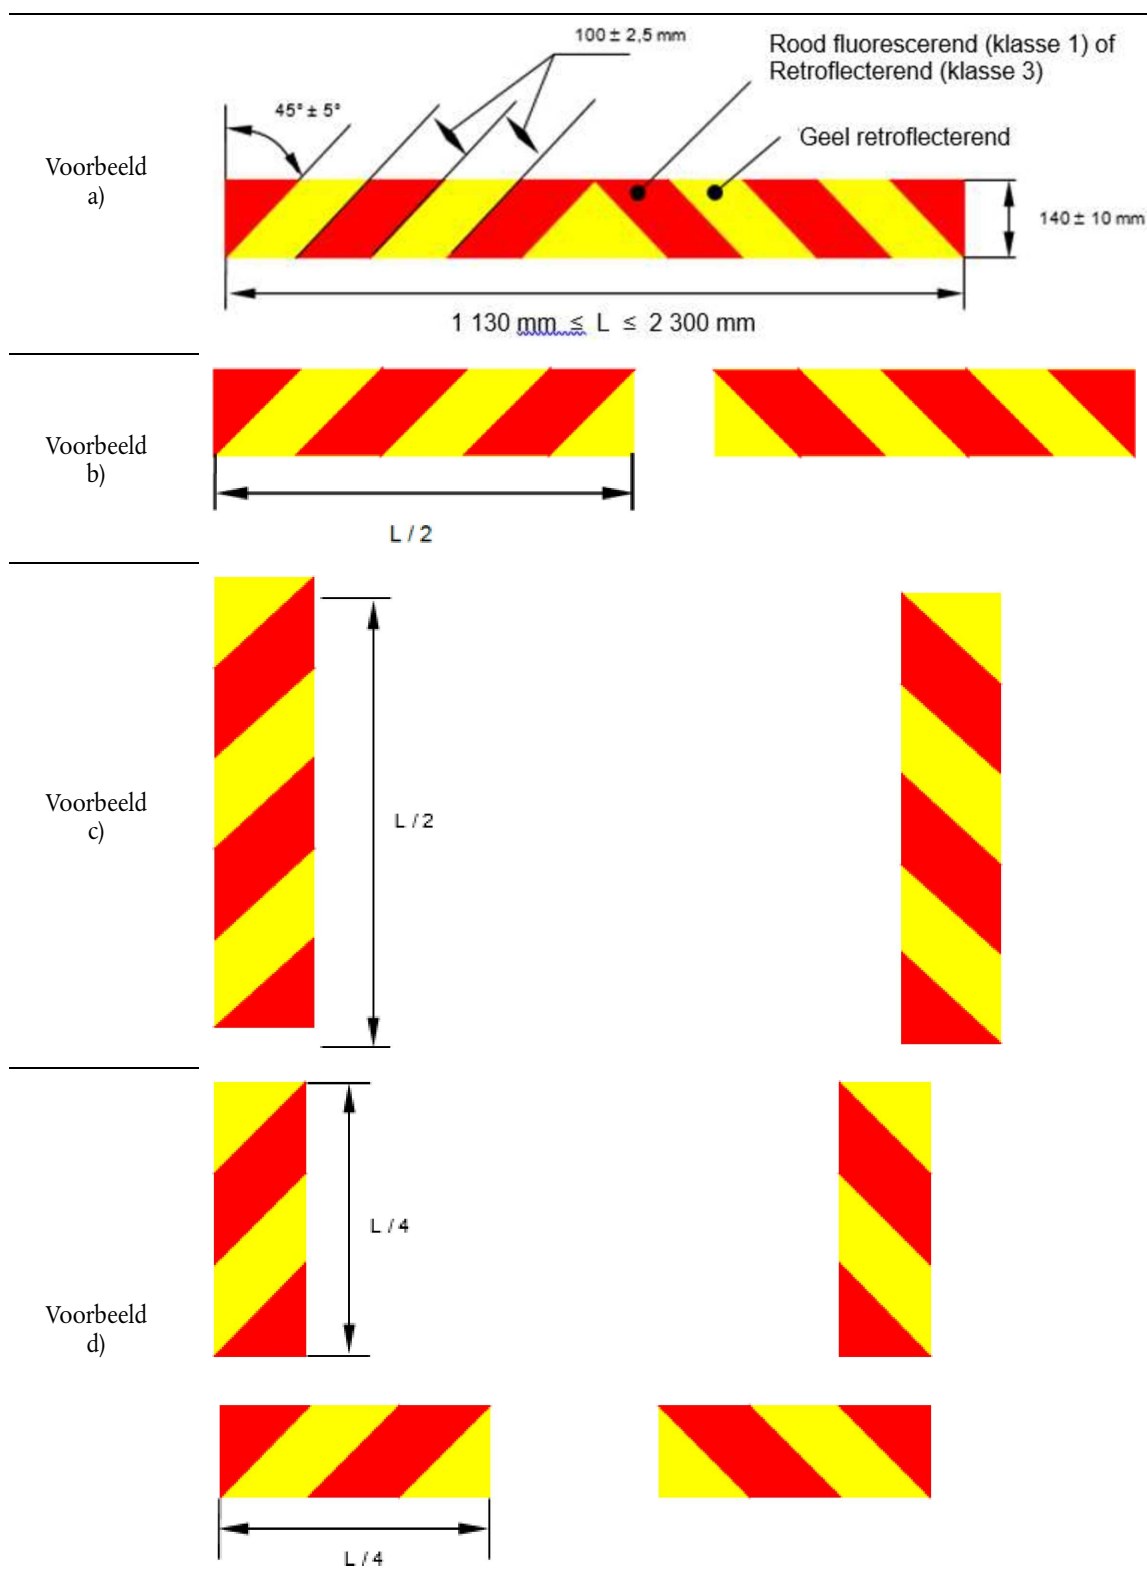 100 ± 2,5 mm
Rood fluorescerend (klasse 1) of
Retroflecterend (klasse 3)
45° ± 5°
Geel retroflecterend
Voorbeeld
a)
140 ± 10 mm
1 130 mm ≤ L ≤ 2 300 mm
Voorbeeld
b)
L / 2
Voorbeeld
c)
L / 2
L / 4
Voorbeeld
d)
L / 4